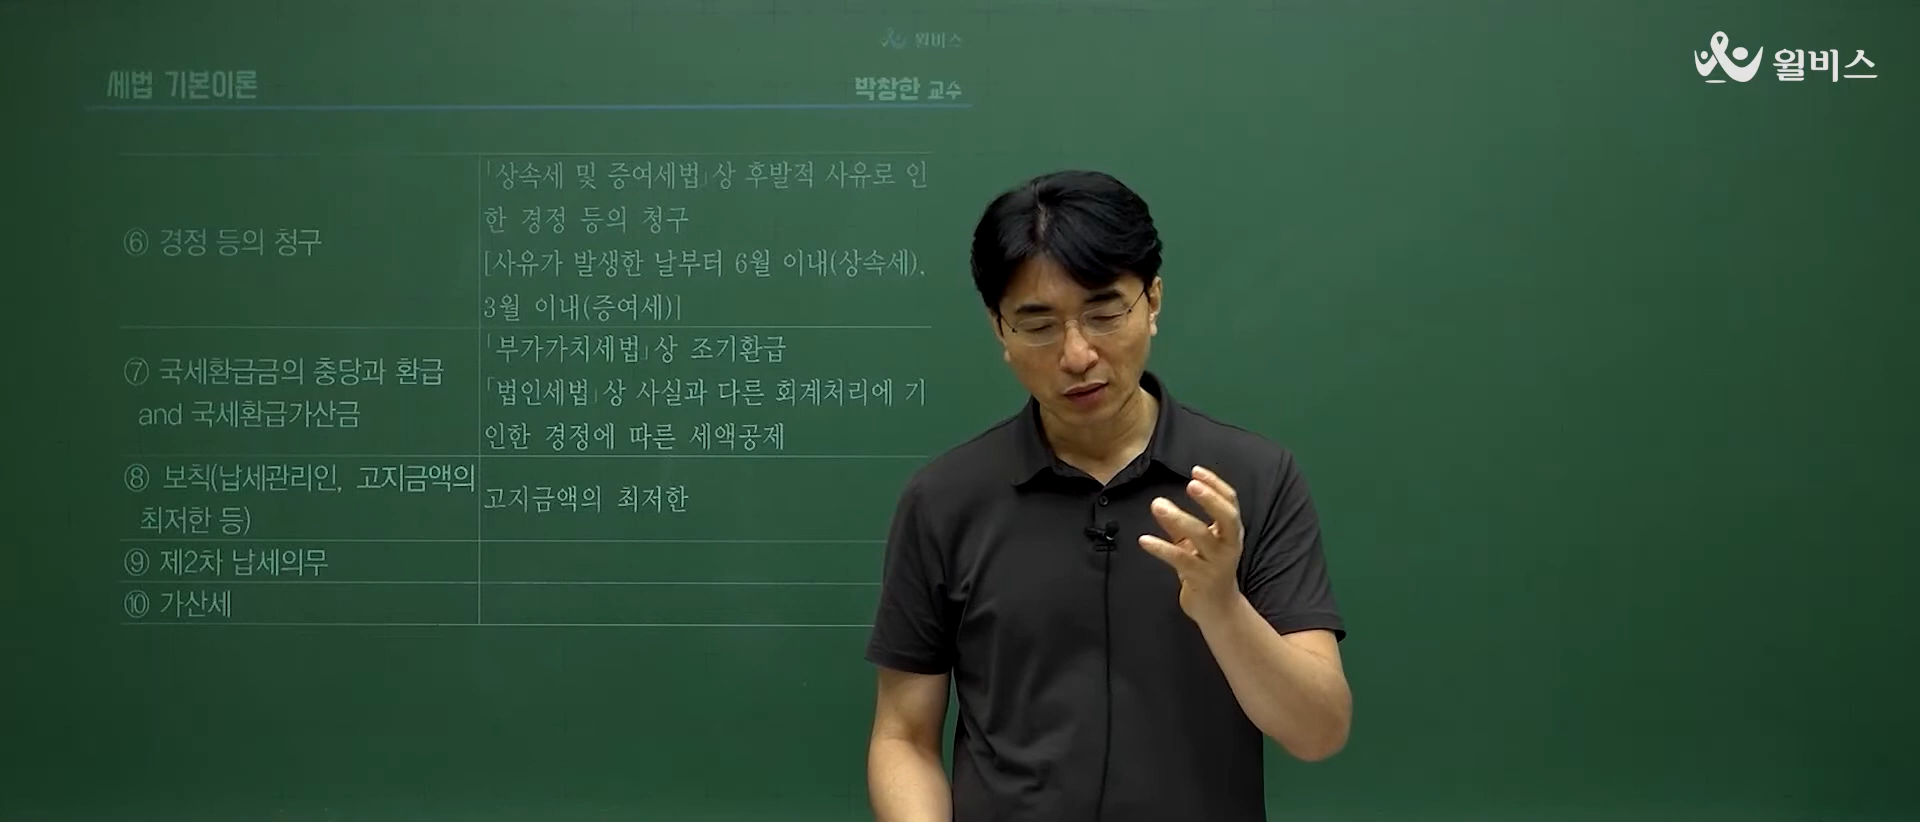 윌비스
윌비스
세법 기본이론
박창한 교수
⑥ 경정 등의 청구
「상속세 및 증여세법」상 후발적 사유로 인
한 경정 등의 청구
[사유가 발생한 날부터 6월 이내(상속세),
3월 이내(증여세)]
⑦ 국세환급금의 충당과 환급
and 국세환급가산금
「부가가치세법」상 조기환급
「법인세법」상 사실과 다른 회계처리에 기
인한 경정에 따른 세액공제
⑧ 보칙(납세관리인, 고지금액의
최저한 등)
고지금액의 최저한
⑨ 제2차 납세의무
⑩ 가산세